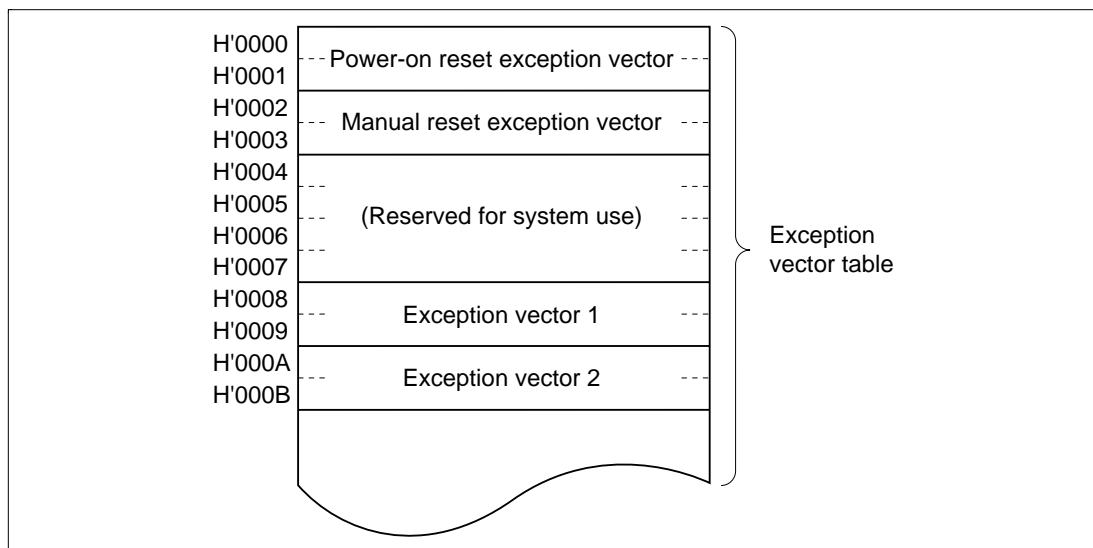 H'0000
Power-on reset exception vector
H'0001
H'0002
Manual reset exception vector
H'0003
H'0004
H'0005
(Reserved for system use)
H'0006
H'0007
Exception
vector table
H'0008
Exception vector 1
H'0009
H'000A
Exception vector 2
H'000B